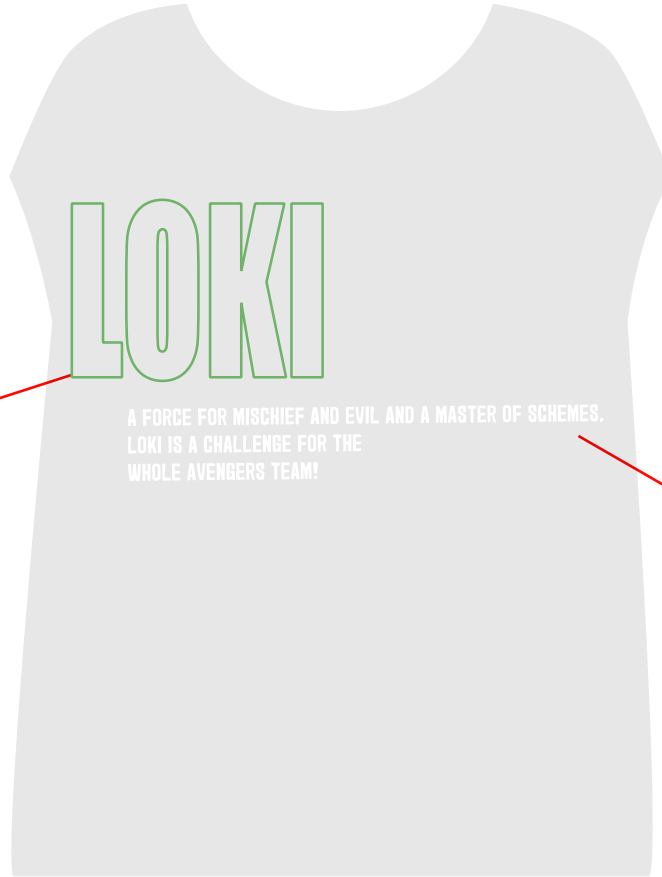 LOKI
A FORCE FOR MISCHIEF AND EVIL AND A MASTER OF SCHEMES,
LOKI IS A CHALLENGE FOR THE
WHOLE AVENGERS TEAM!